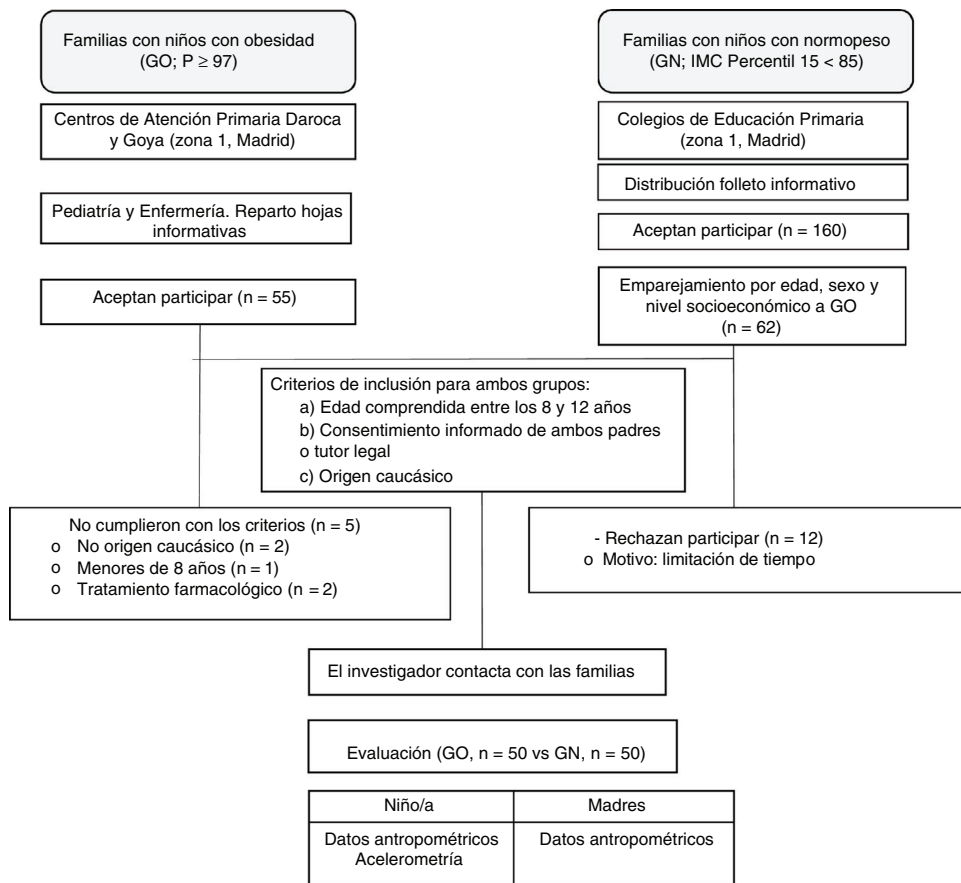 Familias con niños con obesidad
(GO; P ≥ 97)
Familias con niños con normopeso
(GN; IMC Percentil 15 < 85)
Centros de Atención Primaria Daroca
y Goya (zona 1, Madrid)
Colegios de Educación Primaria
(zona 1, Madrid)
Distribución folleto informativo
Pediatría y Enfermería. Reparto hojas
informativas
Aceptan participar (n = 160)
Aceptan participar (n = 55)
Emparejamiento por edad, sexo y
nivel socioeconómico a GO
(n = 62)
Criterios de inclusión para ambos grupos:
a) Edad comprendida entre los 8 y 12 años
b) Consentimiento informado de ambos padres
o tutor legal
c) Origen caucásico
No cumplieron con los criterios (n = 5)
o No origen caucásico (n = 2)
o Menores de 8 años (n = 1)
o Tratamiento farmacológico (n = 2)
- Rechazan participar (n = 12)
o Motivo: limitación de tiempo
El investigador contacta con las familias
Evaluación (GO, n = 50 vs GN, n = 50)
Niño/a
Madres
Datos antropométricos
Acelerometría
Datos antropométricos